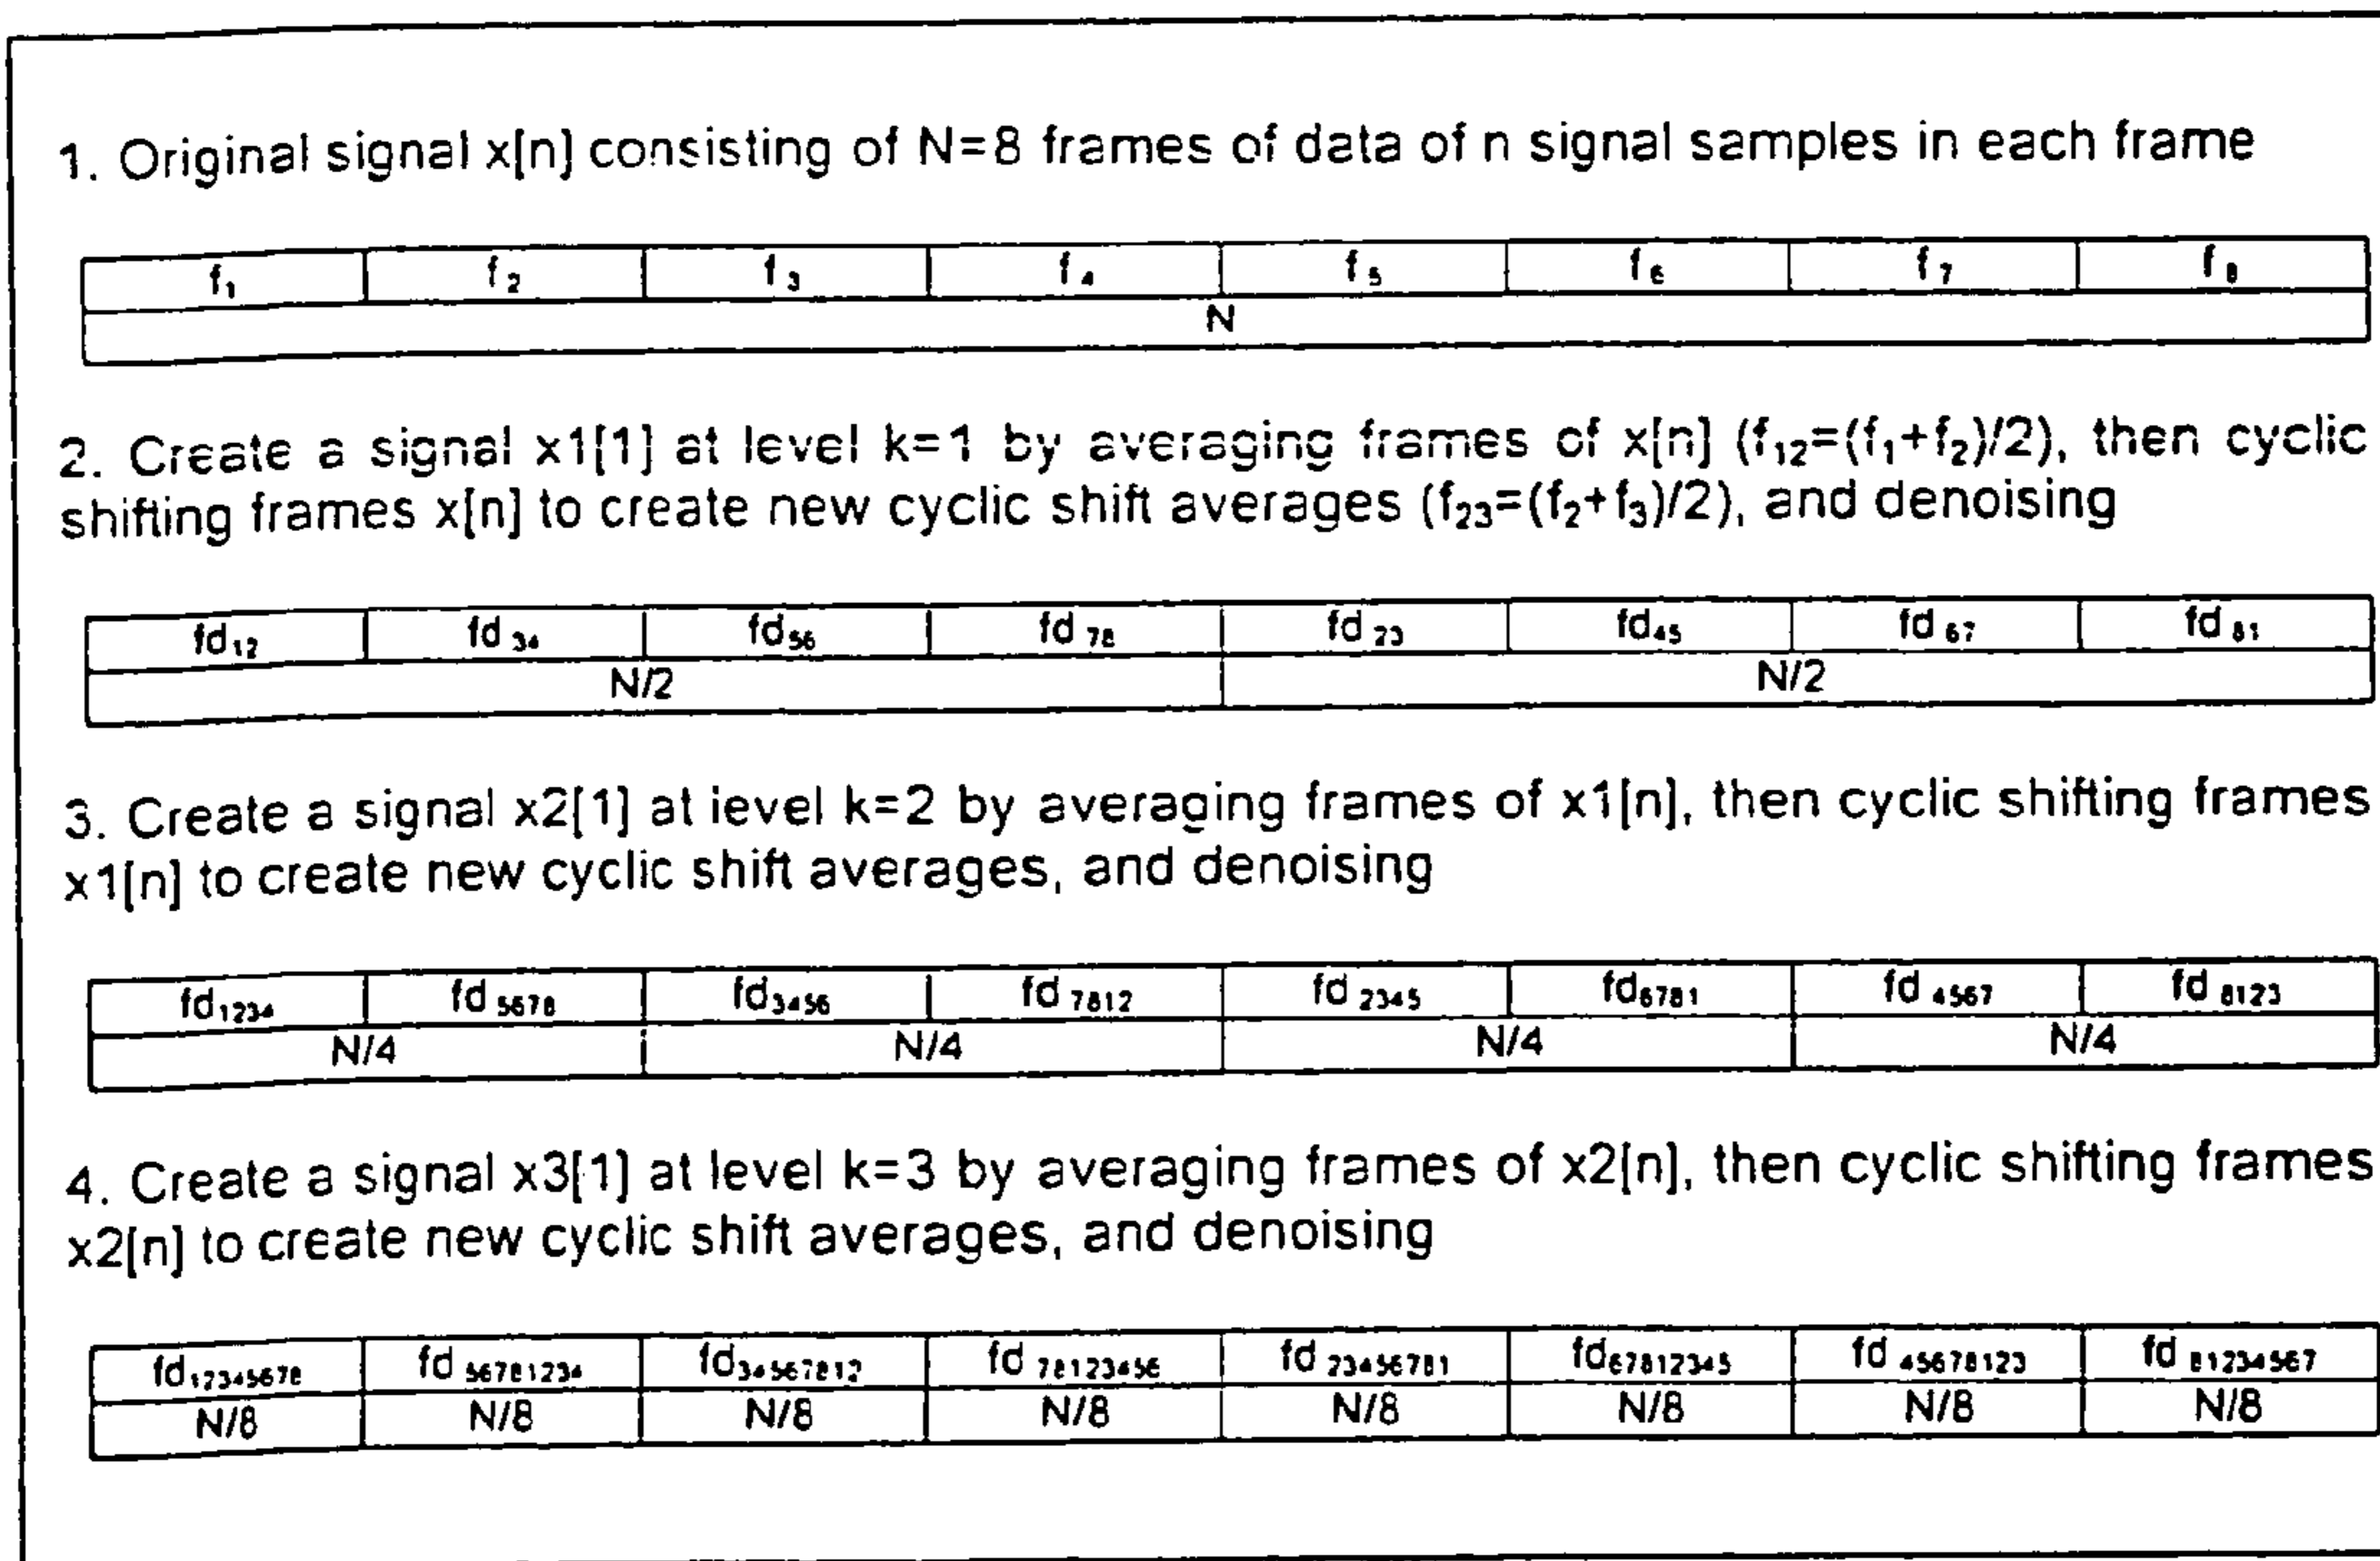 1. Original signal x[n] consisting of N=8 frames of data of n signal samples in each frame
f₁ f₂ f₃ f₄ f₅ f₆ f₇ f₈
N
2. Create a signal x1[1] at level k=1 by averaging frames of x[n] (f₁₂=(f₁+f₂)/2), then cyclic
shifting frames x[n] to create new cyclic shift averages (f₂₃=(f₂+f₃)/2), and denoising
fd₁₂ fd₃₄ fd₅₆ fd₇₈ fd₂₃ fd₄₅ fd₆₇ fd₈₁
N/2 N/2
3. Create a signal x2[1] at level k=2 by averaging frames of x1[n], then cyclic shifting frames
x1[n] to create new cyclic shift averages, and denoising
fd₁₂₃₄ fd₅₆₇₈ fd₃₄₅₆ fd₇₈₁₂ fd₂₃₄₅ fd₆₇₈₁ fd₄₅₆₇ fd₈₁₂₃
N/4 N/4 N/4 N/4
4. Create a signal x3[1] at level k=3 by averaging frames of x2[n], then cyclic shifting frames
x2[n] to create new cyclic shift averages, and denoising
fd₁₂₃₄₅₆₇₈ fd₅₆₇₈₁₂₃₄ fd₃₄₅₆₇₈₁₂ fd₇₈₁₂₃₄₅₆ fd₂₃₄₅₆₇₈₁ fd₆₇₈₁₂₃₄₅ fd₄₅₆₇₈₁₂₃ fd₈₁₂₃₄₅₆₇
N/8 N/8 N/8 N/8 N/8 N/8 N/8 N/8